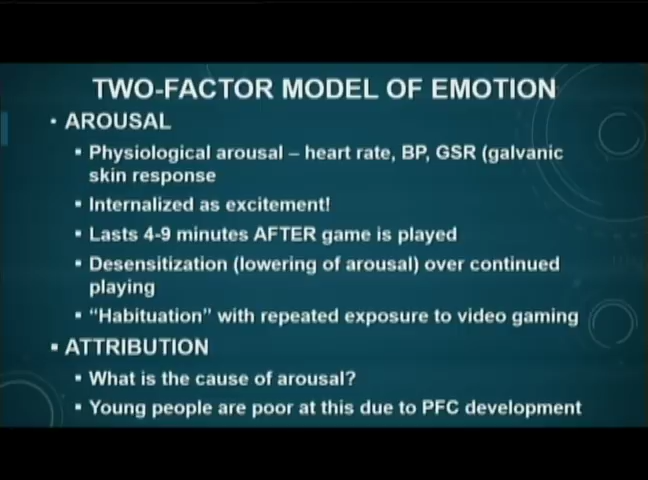 TWO-FACTOR MODEL OF EMOTION
▪ AROUSAL
▪ Physiological arousal – heart rate, BP, GSR (galvanic
skin response
▪ Internalized as excitement!
▪ Lasts 4-9 minutes AFTER game is played
▪ Desensitization (lowering of arousal) over continued
playing
▪ “Habituation” with repeated exposure to video gaming
▪ ATTRIBUTION
▪ What is the cause of arousal?
▪ Young people are poor at this due to PFC development